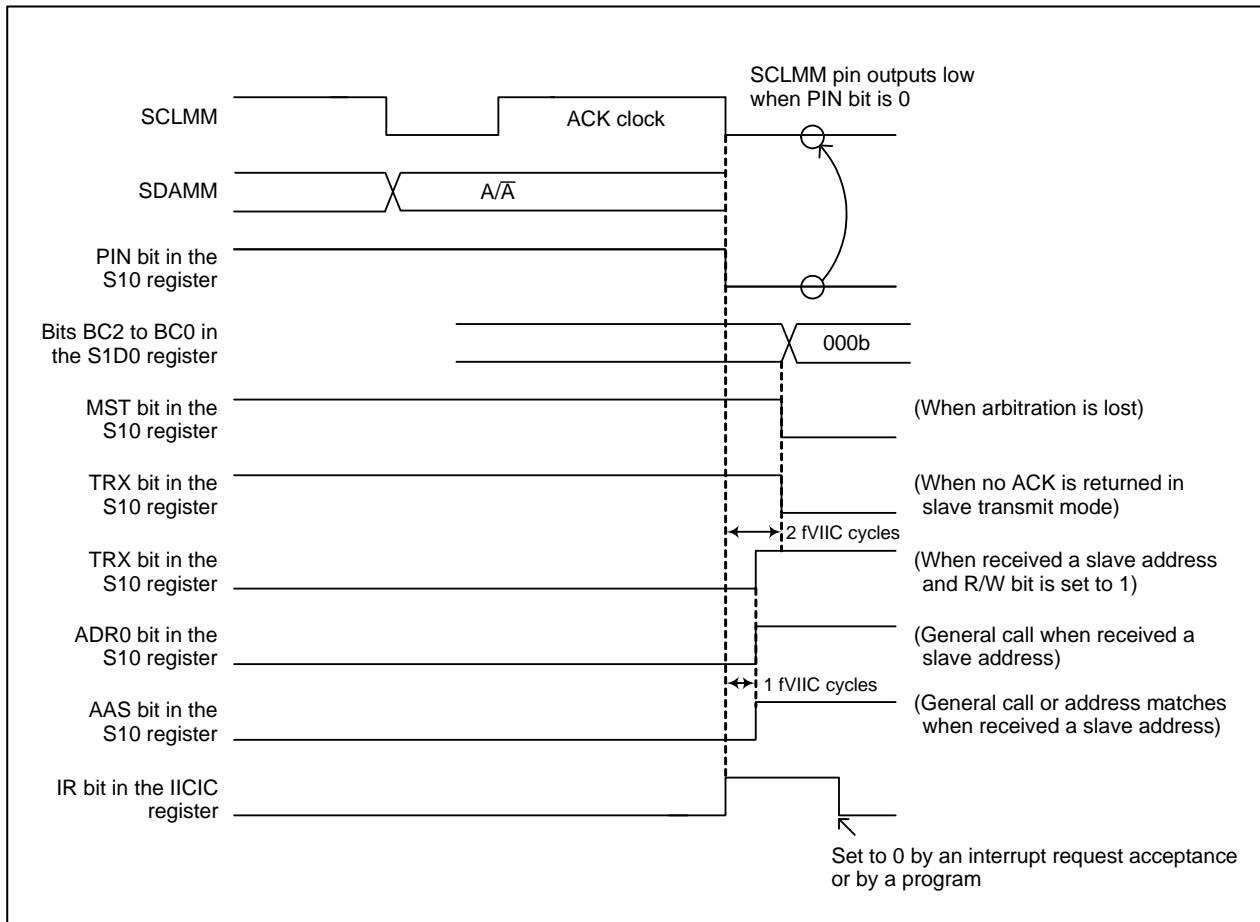 SCLMM pin outputs low
when PIN bit is 0
SCLMM
ACK clock
SDAMM
A/A̅
PIN bit in the
S10 register
Bits BC2 to BC0 in
the S1D0 register
000b
MST bit in the
S10 register
(When arbitration is lost)
TRX bit in the
S10 register
(When no ACK is returned in
slave transmit mode)
2 fVIIC cycles
TRX bit in the
S10 register
(When received a slave address
and R/W bit is set to 1)
ADR0 bit in the
S10 register
(General call when received a
slave address)
1 fVIIC cycles
AAS bit in the
S10 register
(General call or address matches
when received a slave address)
IR bit in the IICIC
register
Set to 0 by an interrupt request acceptance
or by a program